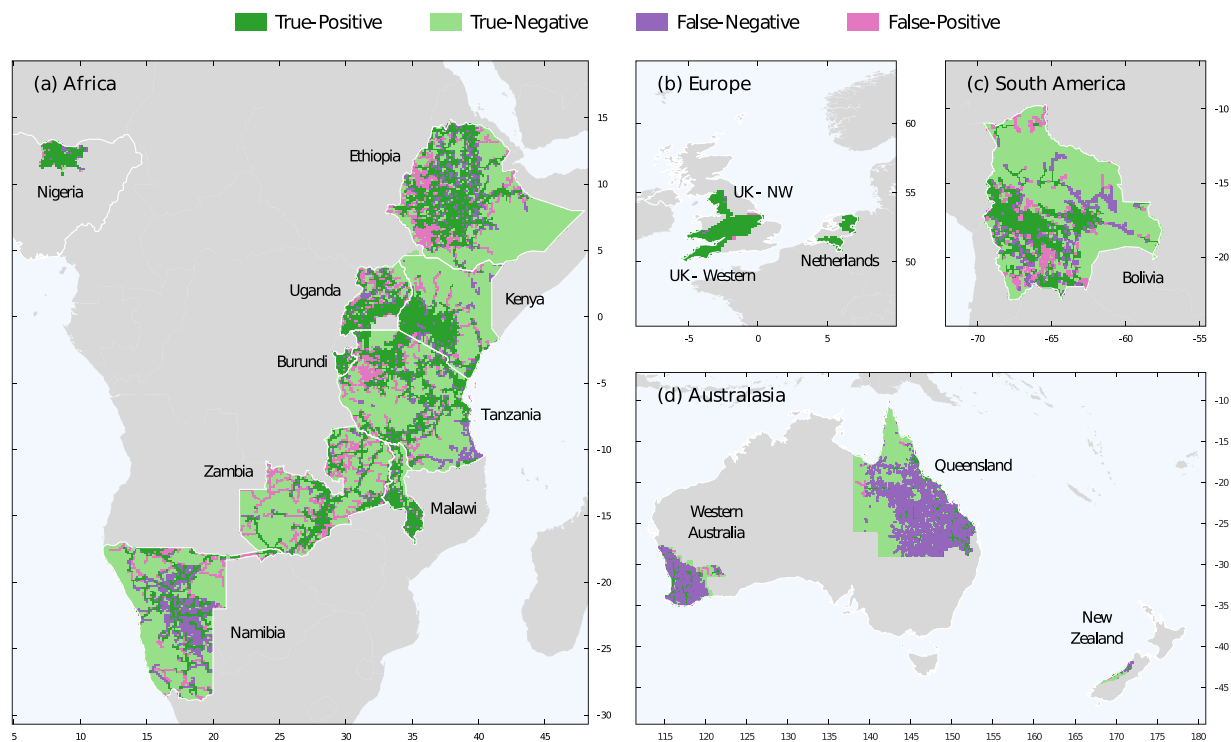 True-Positive True-Negative False-Negative False-Positive
(a) Africa
Nigeria
Ethiopia
Uganda
Kenya
Burundi
Tanzania
Zambia
Malawi
Namibia
15
10
5
0
-5
-10
-15
-20
-25
-30
5 10 15 20 25 30 35 40 45
(b) Europe
UK - NW
UK - Western
Netherlands
60
55
50
-5 0 5
(c) South America
Bolivia
-10
-15
-20
-70 -65 -60 -55
(d) Australasia
Queensland
Western
Australia
New
Zealand
-10
-15
-20
-25
-30
-35
-40
-45
115 120 125 130 135 140 145 150 155 160 165 170 175 180